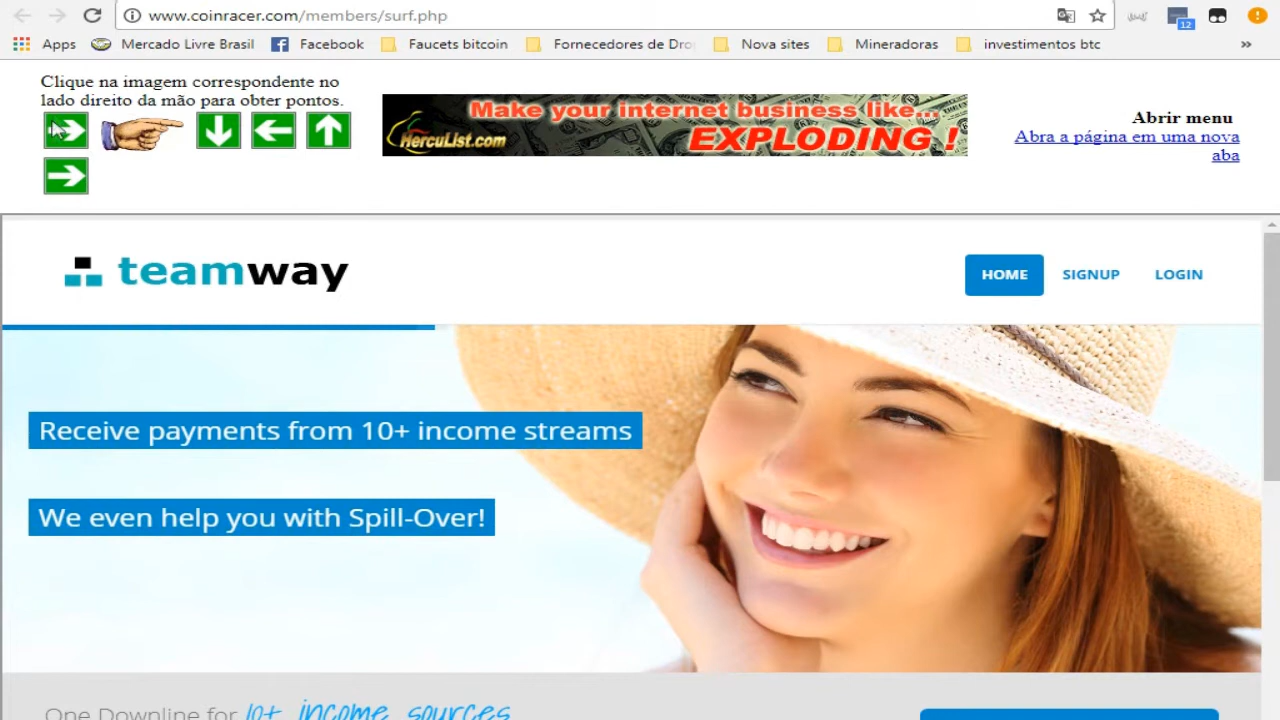 www.coinracer.com/members/surf.php
12
Apps Mercado Livre Brasil Facebook Faucets bitcoin Fornecedores de Nova sites Mineradoras investimentos btc »
Clique na imagem correspondente no
lado direito da mão para obter pontos.
Make your internet business like...
EXPLODING !
HercuList.com
Abrir menu
Abra a página em uma nova
aba
teamway
HOME SIGNUP LOGIN
Receive payments from 10+ income streams
We even help you with Spill-Over!
One Downline for 10+ income sources